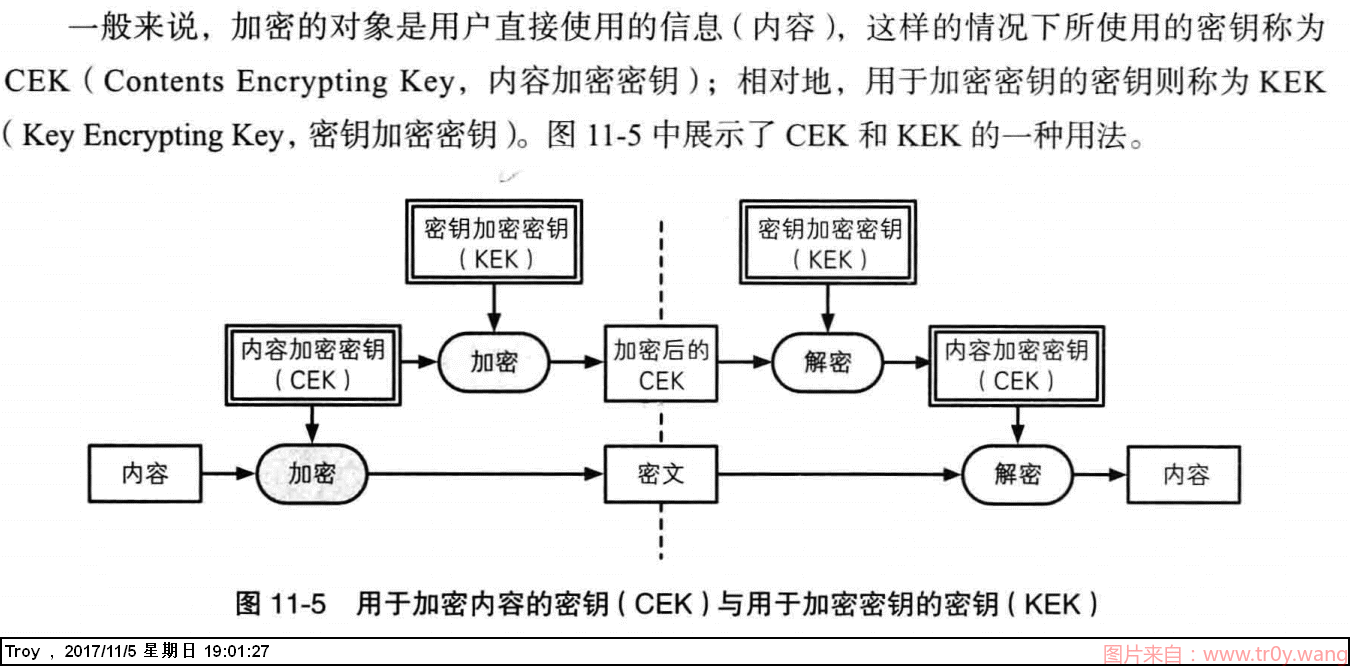 一般来说，加密的对象是用户直接使用的信息（内容），这样的情况下所使用的密钥称为
CEK（Contents Encrypting Key，内容加密密钥）；相对地，用于加密密钥的密钥则称为 KEK
（Key Encrypting Key，密钥加密密钥）。图 11-5 中展示了 CEK 和 KEK 的一种用法。
密钥加密密钥
（KEK）
密钥加密密钥
（KEK）
内容加密密钥
（CEK）
加密
加密后的
CEK
解密
内容加密密钥
（CEK）
内容
加密
密文
解密
内容
图 11-5 用于加密内容的密钥（CEK）与用于加密密钥的密钥（KEK）
Troy , 2017/11/5 星期日 19:01:27
图片来自：www.tr0y.wang